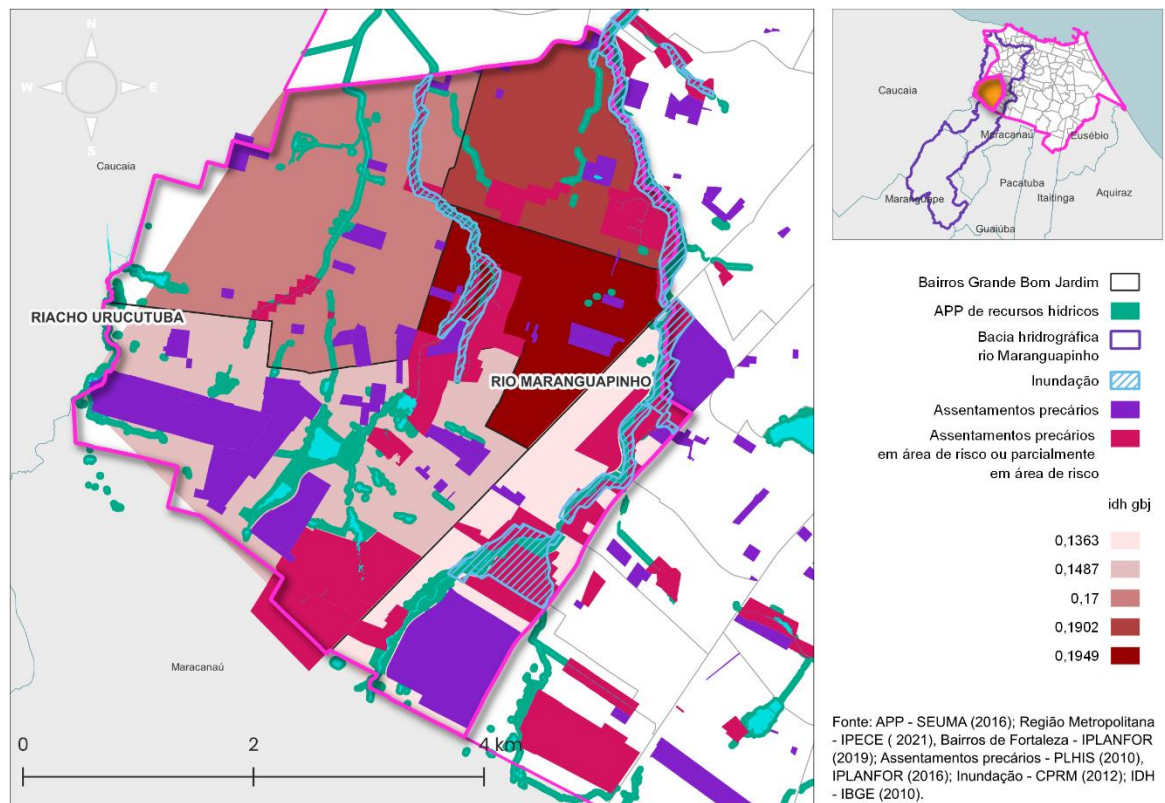 N
W
E
S
Caucaia
RIACHO URUCUTUBA
RIO MARANGUAPINHO
Maracanaú
0
2
4 km
Caucaia
Maracanaú
Eusébio
Pacatuba
Maranguape
Itaitinga
Aquiraz
Guaiúba
Bairros Grande Bom Jardim
APP de recursos hídricos
Bacia hridrográfica
rio Maranguapinho
Inundação
Assentamentos precários
Assentamentos precários
em área de risco ou parcialmente
em área de risco
idh gbj
0,1363
0,1487
0,17
0,1902
0,1949
Fonte: APP - SEUMA (2016); Região Metropolitana
- IPECE ( 2021), Bairros de Fortaleza - IPLANFOR
(2019); Assentamentos precários - PLHIS (2010),
IPLANFOR (2016); Inundação - CPRM (2012); IDH
- IBGE (2010).